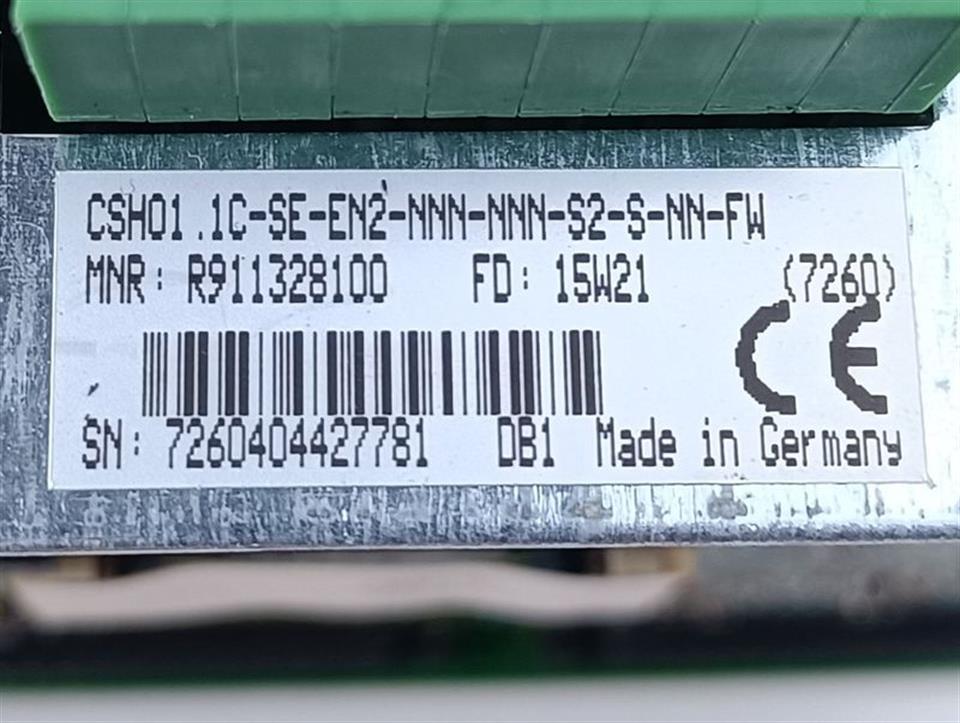 CSH01.1C-SE-EN2-NNN-NNN-S2-S-NN-FW
MNR: R911328100 FD: 15W21 (7260)
CE
SN: 7260404427781 DB1 Made in Germany